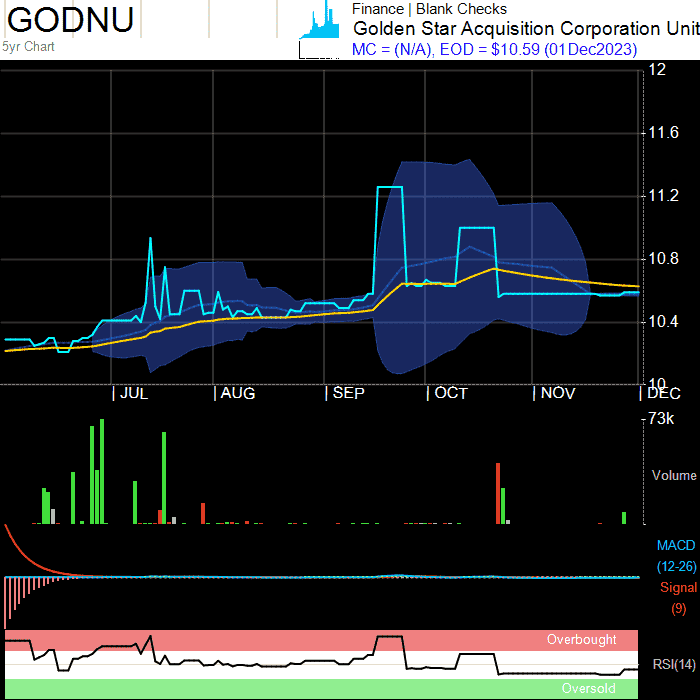 GODNU
Finance | Blank Checks
Golden Star Acquisition Corporation Unit
5yr Chart
MC = (N/A), EOD = $10.59 (01Dec2023)
12
11.6
11.2
10.8
10.4
10
JUL
AUG
SEP
OCT
NOV
DEC
73k
Volume
MACD
(12-26)
Signal
(9)
Overbought
RSI(14)
Oversold